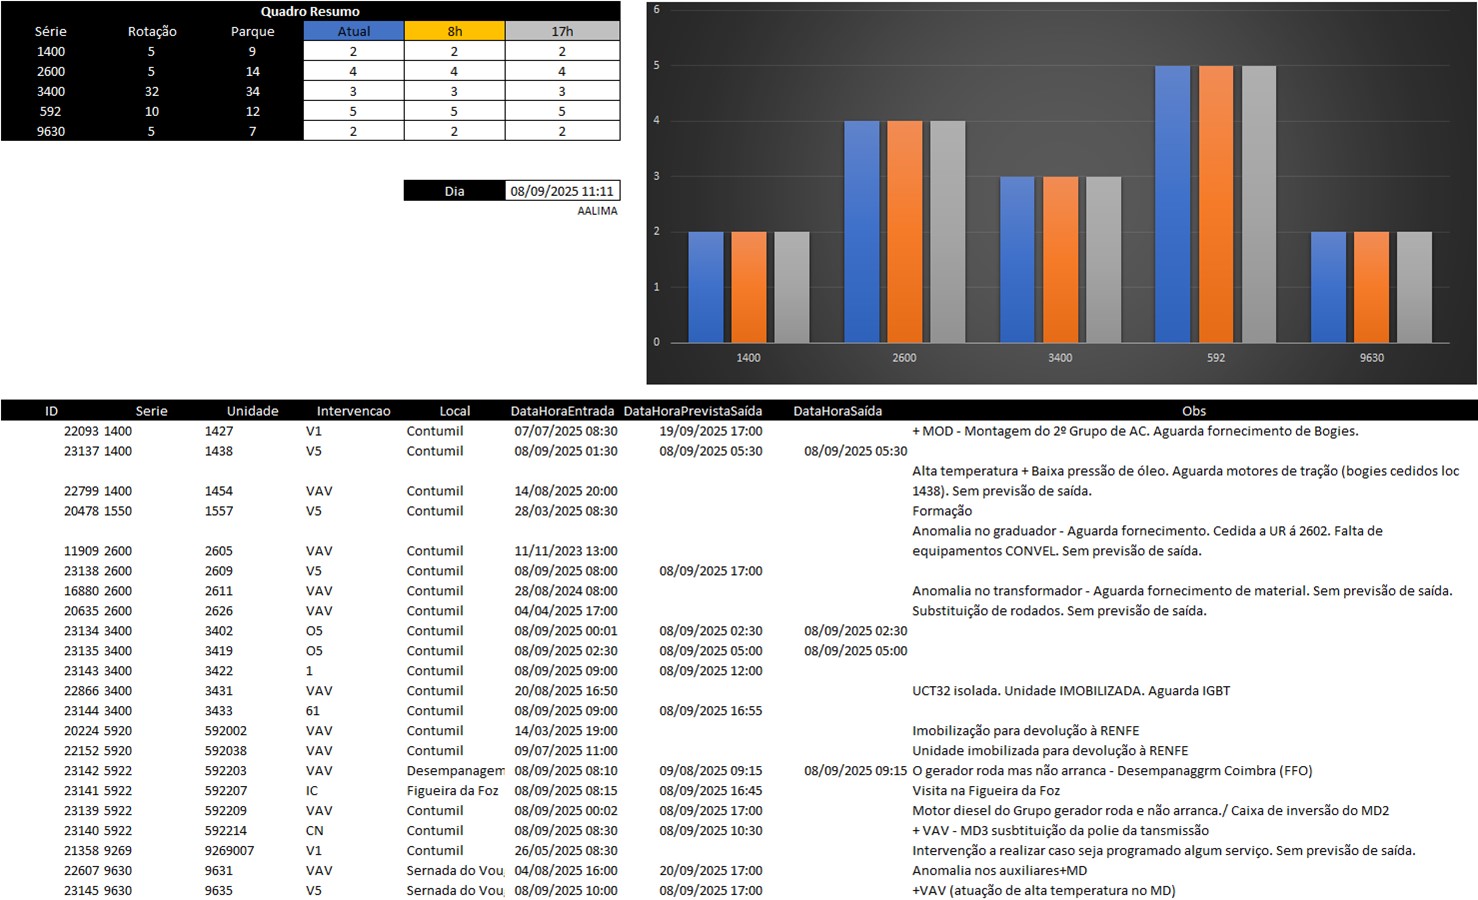 Quadro Resumo
Série Rotação Parque Atual 8h 17h
1400 5 9 2 2 2
2600 5 14 4 4 4
3400 32 34 3 3 3
592 10 12 5 5 5
9630 5 7 2 2 2
Dia 08/09/2025 11:11
AALIMA
6
5
4
3
2
1
0
1400 2600 3400 592 9630
ID Serie Unidade Intervencao Local DataHoraEntrada DataHoraPrevistaSaída DataHoraSaída Obs
22093 1400 1427 V1 Contumil 07/07/2025 08:30 19/09/2025 17:00 + MOD - Montagem do 2º Grupo de AC. Aguarda fornecimento de Bogies.
23137 1400 1438 V5 Contumil 08/09/2025 01:30 08/09/2025 05:30 08/09/2025 05:30
Alta temperatura + Baixa pressão de óleo. Aguarda motores de tração (bogies cedidos loc
22799 1400 1454 VAV Contumil 14/08/2025 20:00 1438). Sem previsão de saída.
20478 1550 1557 V5 Contumil 28/03/2025 08:30 Formação
Anomalia no graduador - Aguarda fornecimento. Cedida a UR á 2602. Falta de
11909 2600 2605 VAV Contumil 11/11/2023 13:00 equipamentos CONVEL. Sem previsão de saída.
23138 2600 2609 V5 Contumil 08/09/2025 08:00 08/09/2025 17:00
16880 2600 2611 VAV Contumil 28/08/2024 08:00 Anomalia no transformador - Aguarda fornecimento de material. Sem previsão de saída.
20635 2600 2626 VAV Contumil 04/04/2025 17:00 Substituição de rodados. Sem previsão de saída.
23134 3400 3402 O5 Contumil 08/09/2025 00:01 08/09/2025 02:30 08/09/2025 02:30
23135 3400 3419 O5 Contumil 08/09/2025 02:30 08/09/2025 05:00 08/09/2025 05:00
23143 3400 3422 1 Contumil 08/09/2025 09:00 08/09/2025 12:00
22866 3400 3431 VAV Contumil 20/08/2025 16:50 UCT32 isolada. Unidade IMOBILIZADA. Aguarda IGBT
23144 3400 3433 61 Contumil 08/09/2025 09:00 08/09/2025 16:55
20224 5920 592002 VAV Contumil 14/03/2025 19:00 Imobilização para devolução à RENFE
22152 5920 592038 VAV Contumil 09/07/2025 11:00 Unidade imobilizada para devolução à RENFE
23142 5922 592203 VAV Desempanagem 08/09/2025 08:10 09/08/2025 09:15 08/09/2025 09:15 O gerador roda mas não arranca - Desempanaggrm Coimbra (FFO)
23141 5922 592207 IC Figueira da Foz 08/09/2025 08:15 08/09/2025 16:45 Visita na Figueira da Foz
23139 5922 592209 VAV Contumil 08/09/2025 00:02 08/09/2025 17:00 Motor diesel do Grupo gerador roda e não arranca./ Caixa de inversão do MD2
23140 5922 592214 CN Contumil 08/09/2025 08:30 08/09/2025 10:30 + VAV - MD3 susbtituição da polie da tansmissão
21358 9269 9269007 V1 Contumil 26/05/2025 08:30 Intervenção a realizar caso seja programado algum serviço. Sem previsão de saída.
22607 9630 9631 VAV Sernada do Vou 04/08/2025 16:00 20/09/2025 17:00 Anomalia nos auxiliares+MD
23145 9630 9635 V5 Sernada do Vou 08/09/2025 10:00 08/09/2025 17:00 +VAV (atuação de alta temperatura no MD)